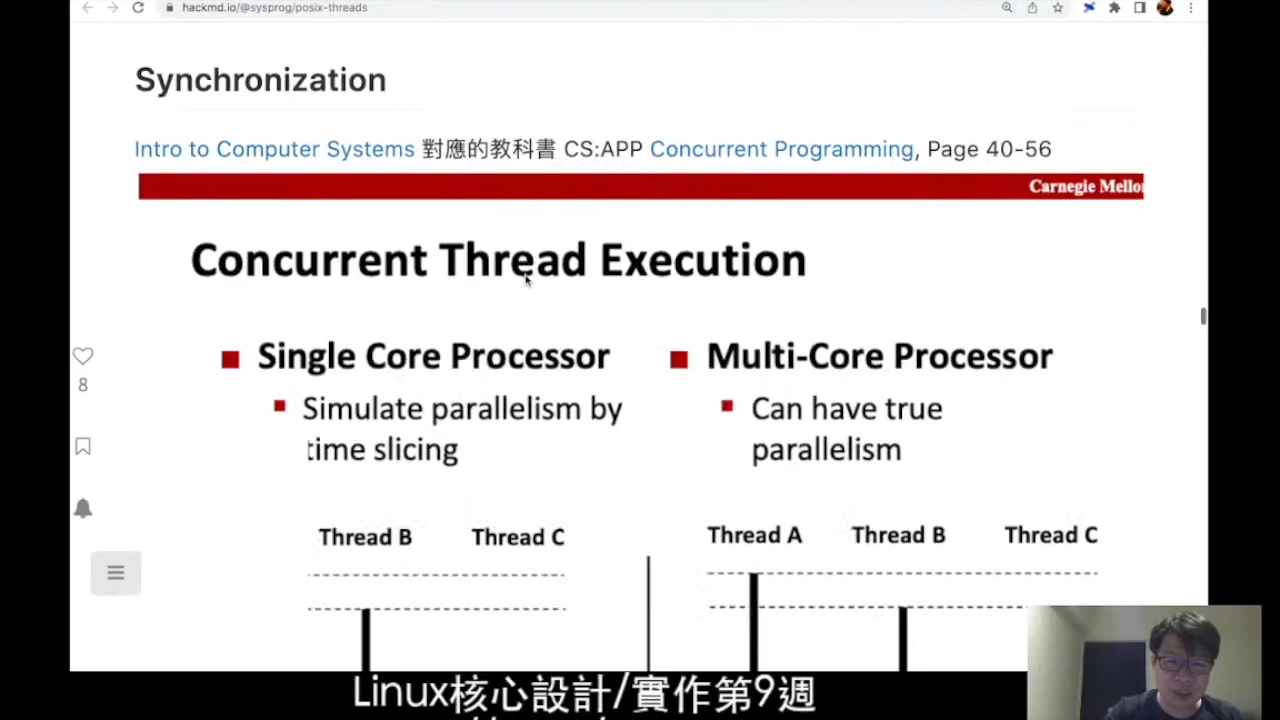 hackmd.io/@sysprog/posix-threads
Synchronization
Intro to Computer Systems 對應的教科書 CS:APP Concurrent Programming, Page 40-56
Carnegie Mello
Concurrent Thread Execution
Single Core Processor
Simulate parallelism by
time slicing
Multi-Core Processor
Can have true
parallelism
Thread B Thread C
Thread A Thread B Thread C
8
Linux核心設計/實作第9週